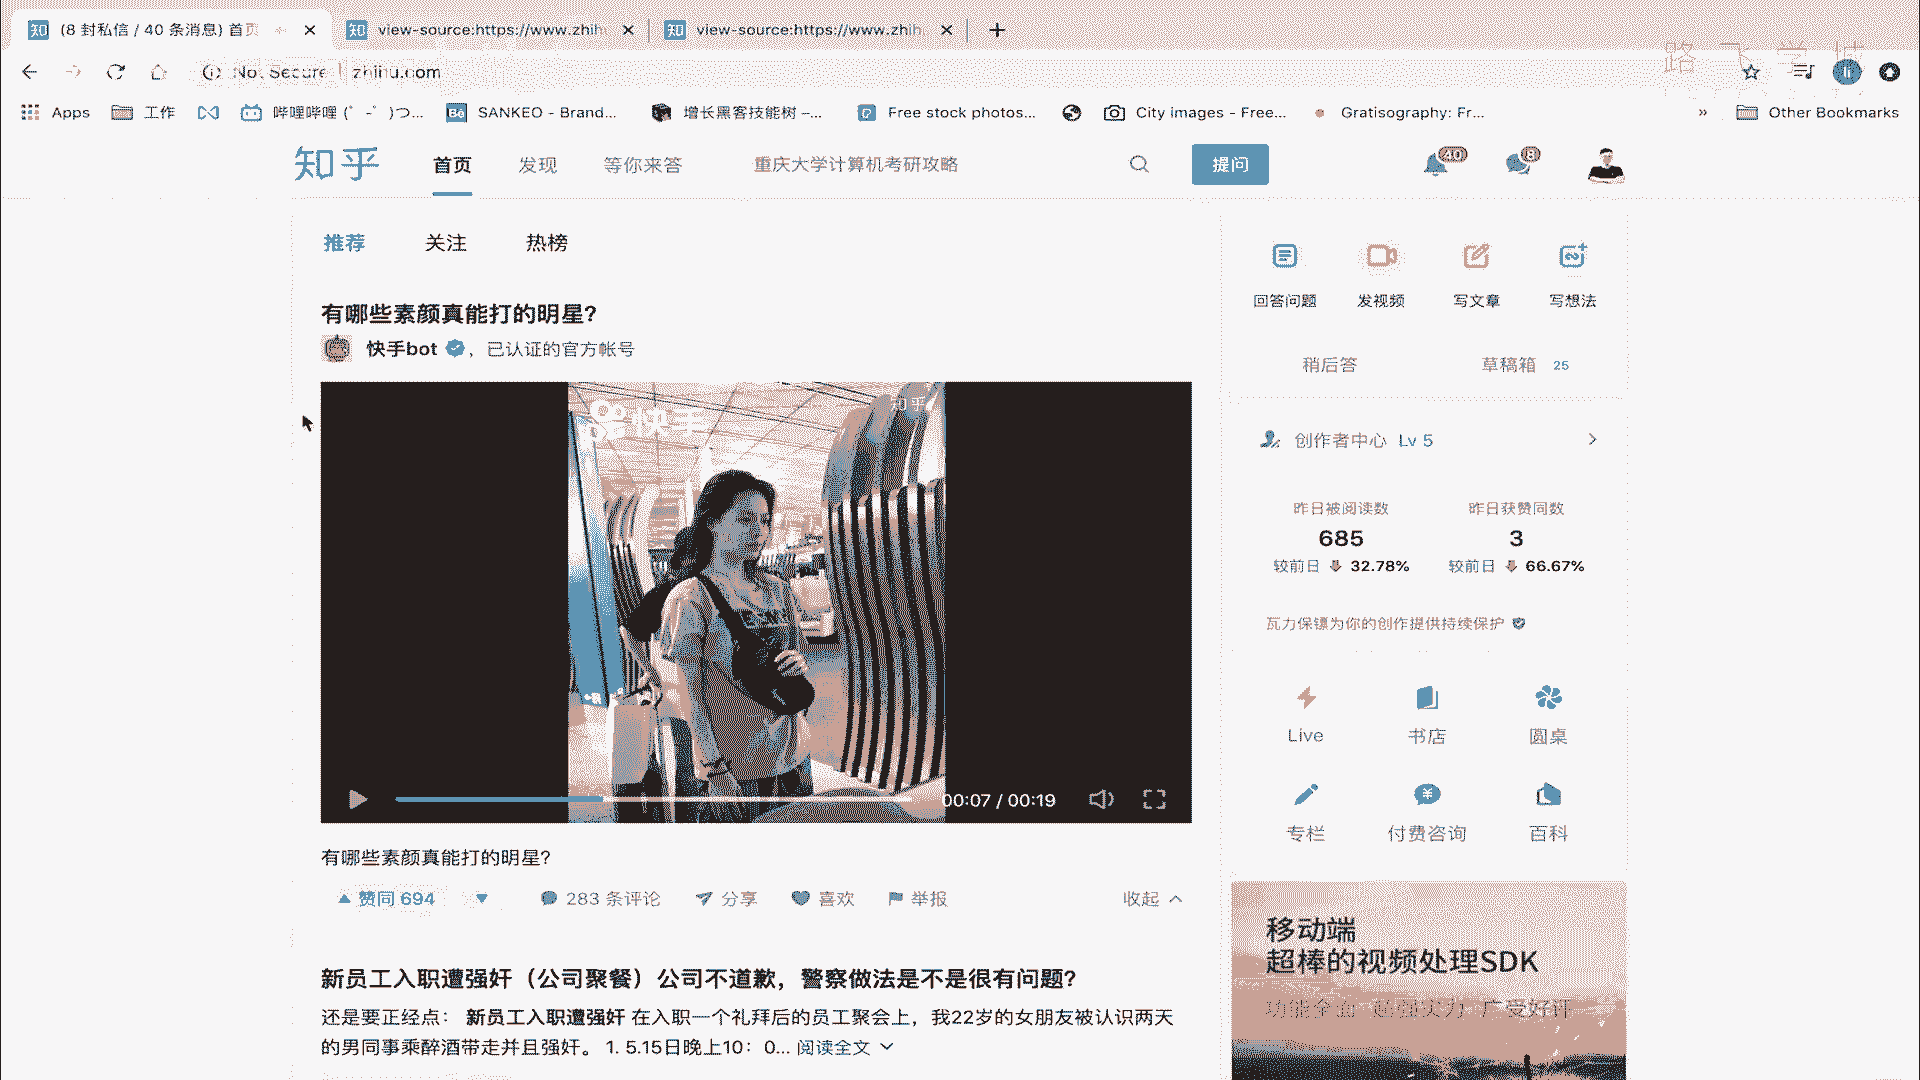 (8 封私信 / 40 条消息) 首页
view-source:https://www.zhih
view-source:https://www.zhih
Not Secure | zhihu.com
Apps 工作 哔哩哔哩 (゜-゜)つ... SANKEO - Brand... 增长黑客技能树 –... Free stock photos... City images - Free... Gratisography: Fr... » Other Bookmarks
知乎 首页 发现 等你来答 重庆大学计算机考研攻略 提问 40 8
推荐 关注 热榜
有哪些素颜真能打的明星?
快手bot ，已认证的官方帐号
快手
知乎
00:07 / 00:19
有哪些素颜真能打的明星?
赞同 694 283 条评论 分享 喜欢 举报 收起
新员工入职遭强奸（公司聚餐）公司不道歉，警察做法是不是很有问题?
还是要正经点： 新员工入职遭强奸 在入职一个礼拜后的员工聚会上，我22岁的女朋友被认识两天
的男同事乘醉酒带走并且强奸。 1. 5.15日晚上10：0... 阅读全文
回答问题 发视频 写文章 写想法
稍后答 草稿箱 25
创作者中心 Lv 5
昨日被阅读数 昨日获赞同数
685 3
较前日 32.78% 较前日 66.67%
瓦力保镖为你的创作提供持续保护
Live 书店 圆桌
专栏 付费咨询 百科
移动端
超棒的视频处理SDK
功能全面 超强实力 广受好评